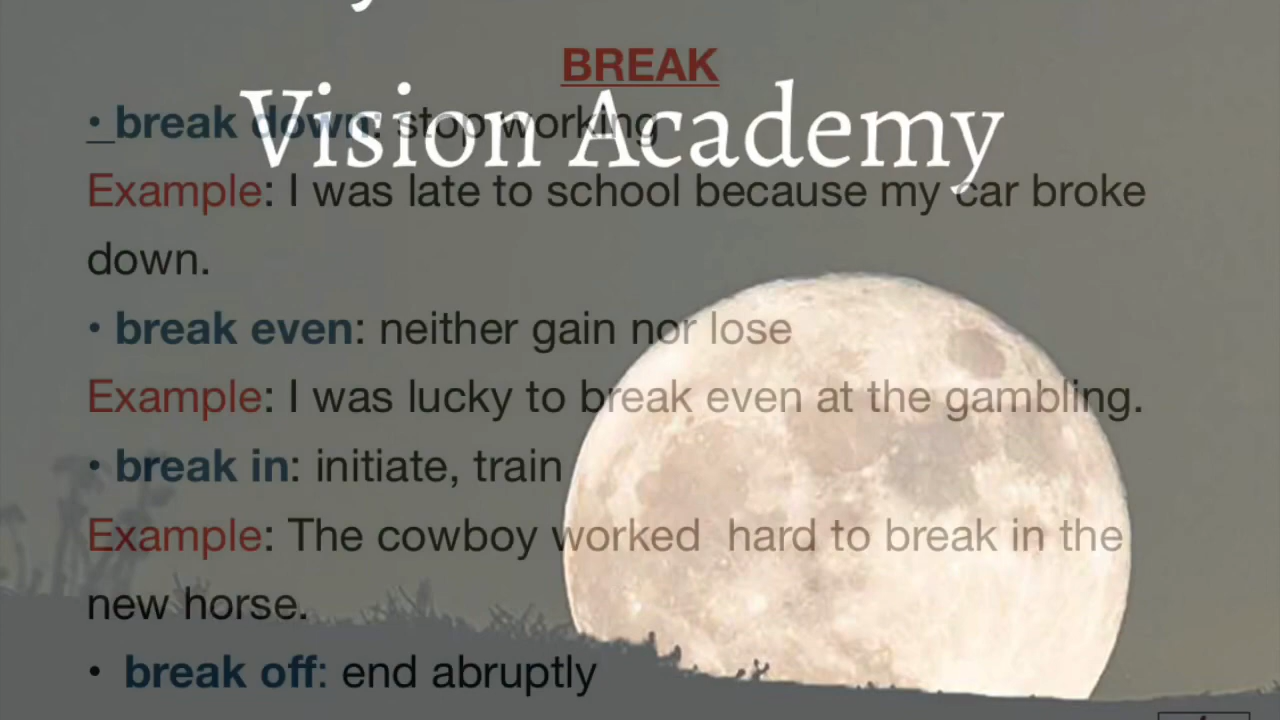 BREAK
• break down: stop working
Vision Academy
Example: I was late to school because my car broke
down.
• break even: neither gain nor lose
Example: I was lucky to break even at the gambling.
• break in: initiate, train
Example: The cowboy worked  hard to break in the
new horse.
• break off: end abruptly